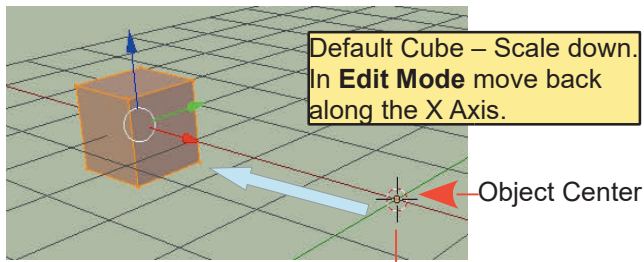 Default Cube – Scale down.
In Edit Mode move back
along the X Axis.
Object Center